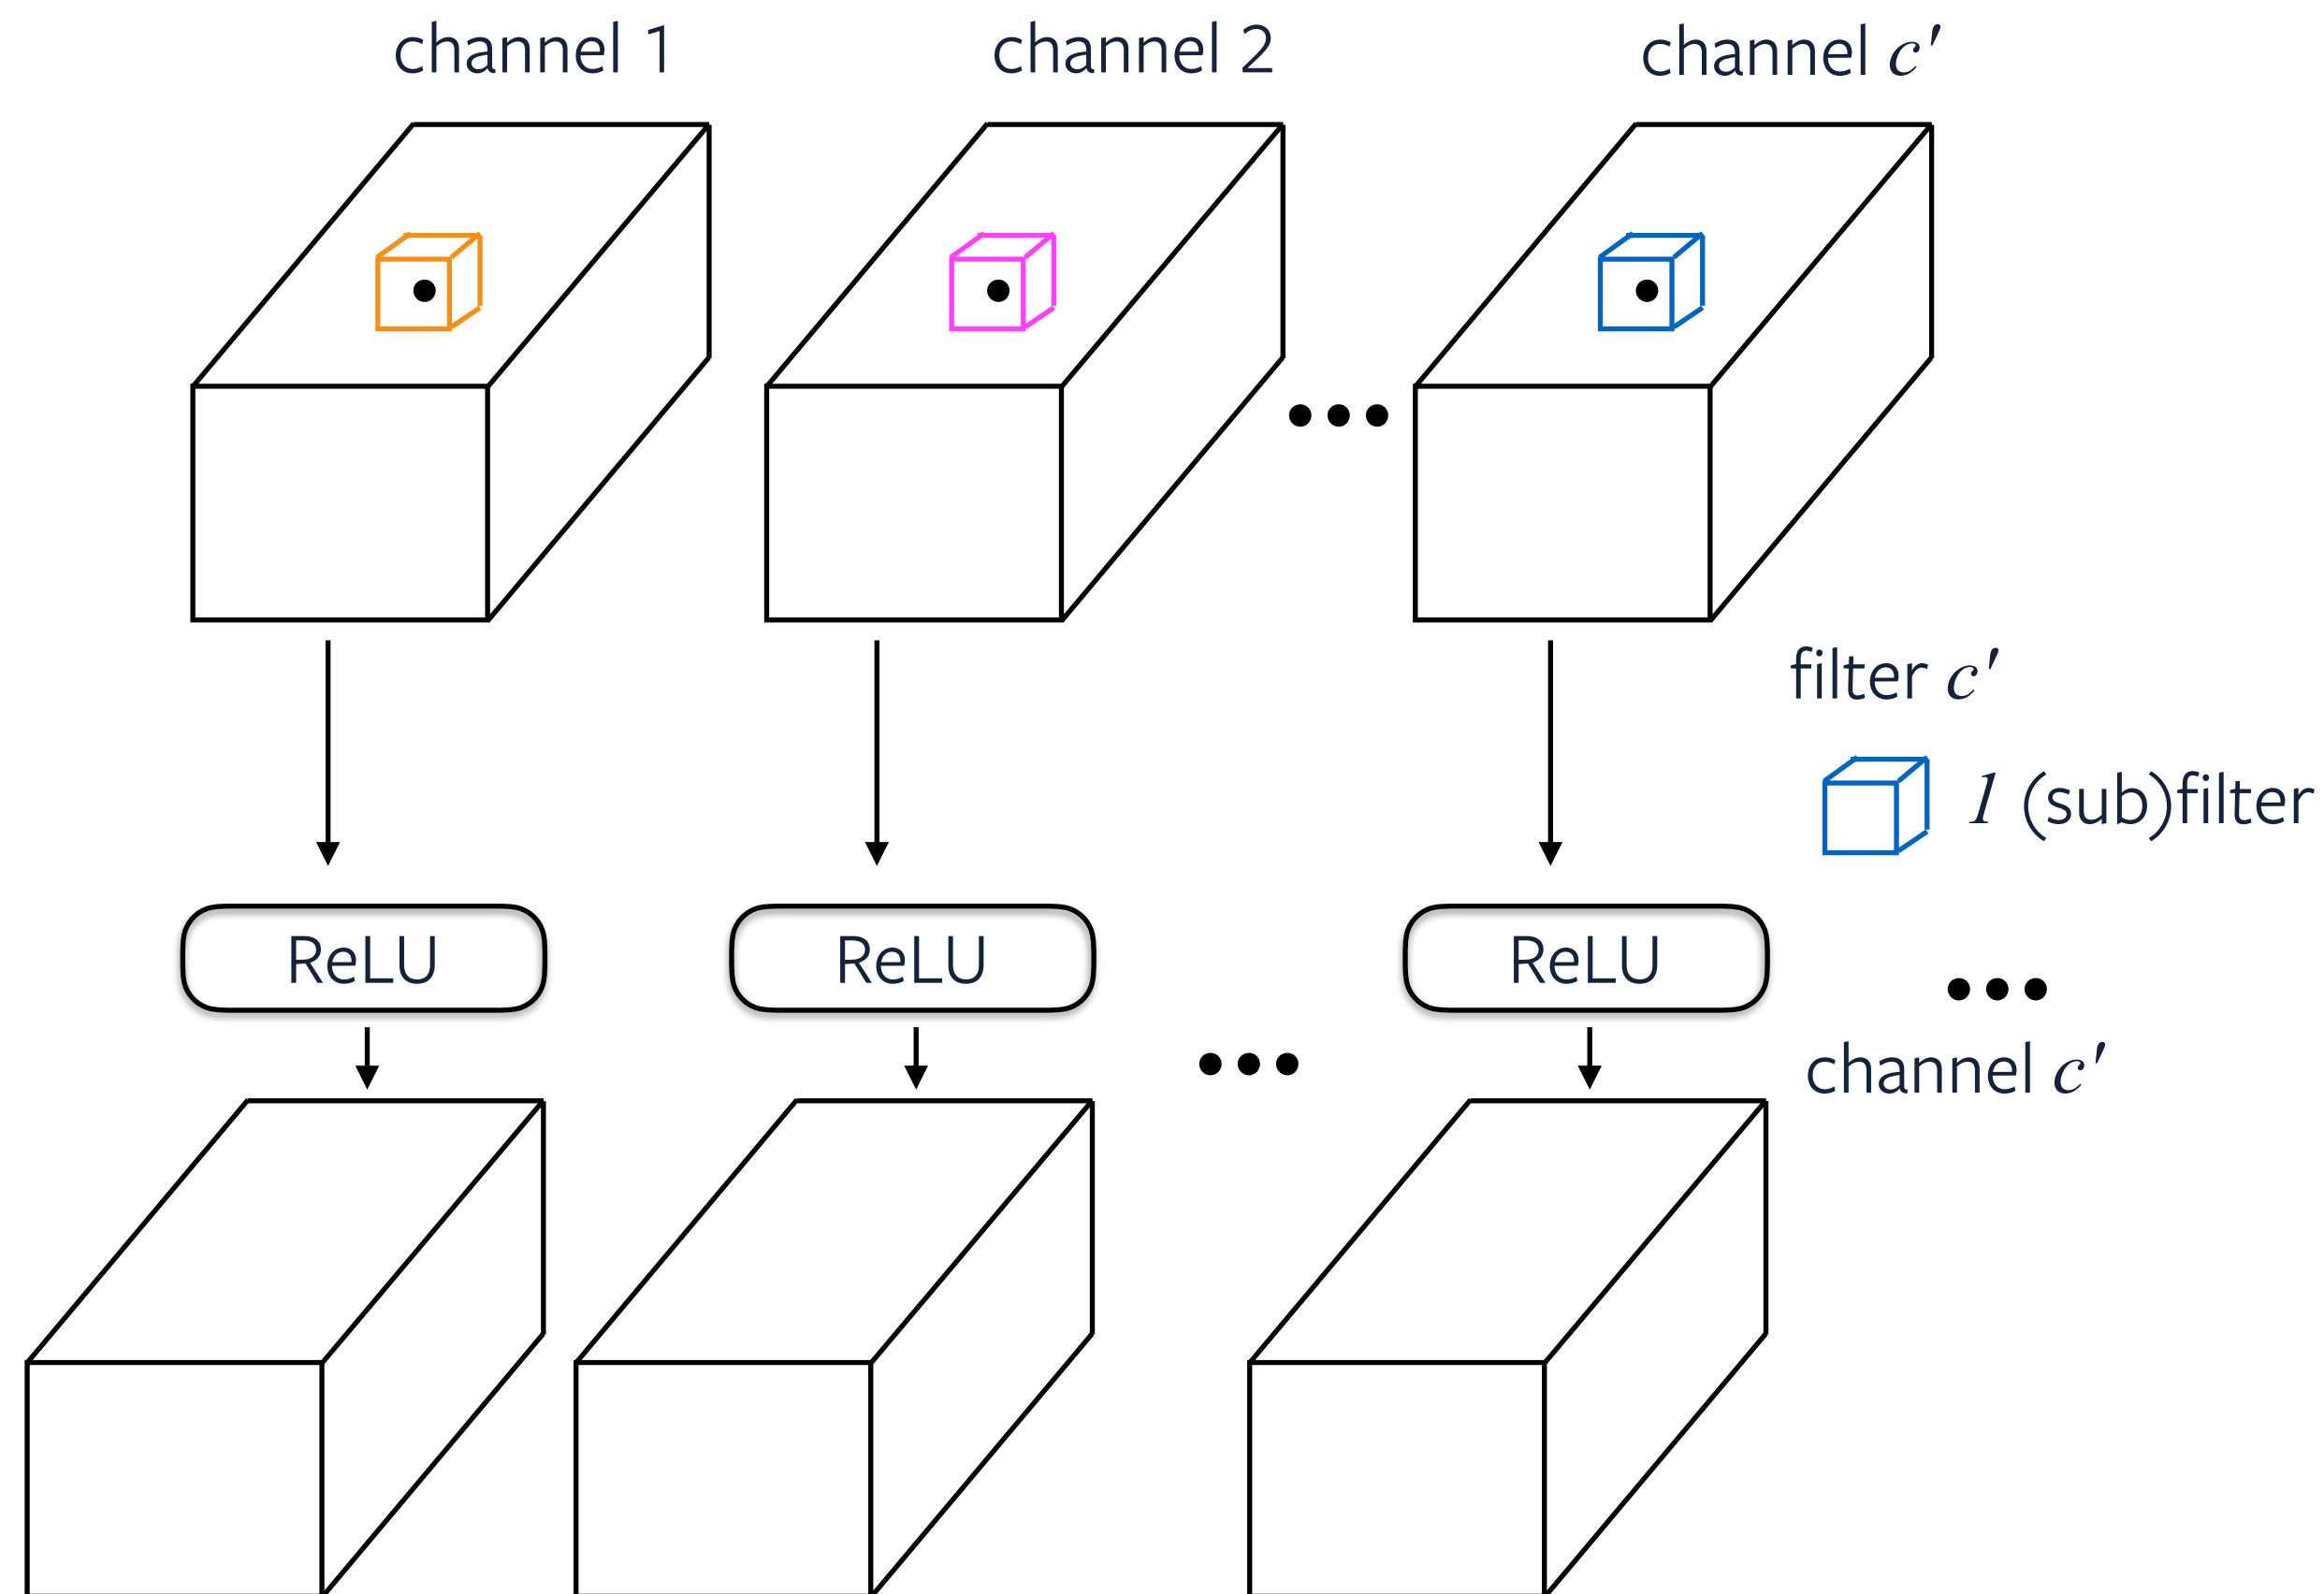 channel 1
channel 2
channel c′
filter c′
1 (sub)filter
ReLU
ReLU
ReLU
channel c′